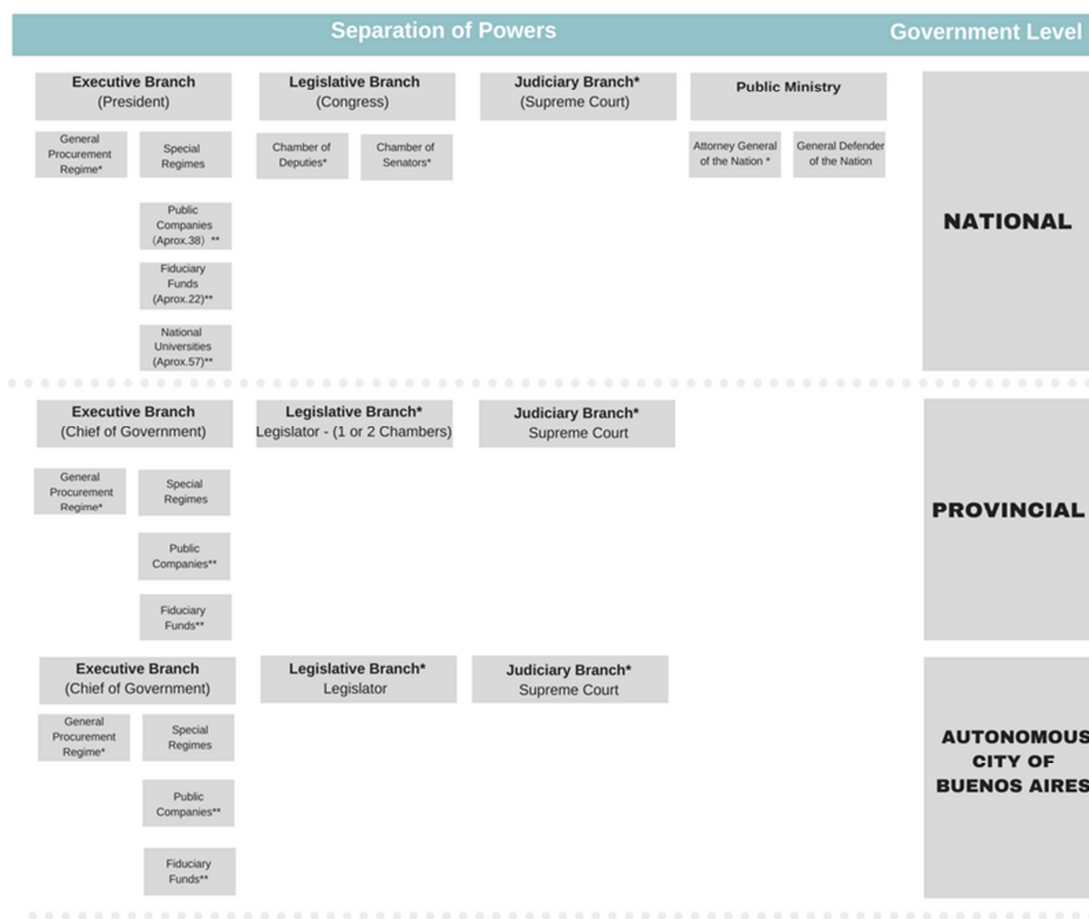 Separation of Powers
Government Level
Executive Branch
(President)
Legislative Branch
(Congress)
Judiciary Branch*
(Supreme Court)
Public Ministry
General
Procurement
Regime*
Special
Regimes
Chamber of
Deputies*
Chamber of
Senators*
Attorney General
of the Nation *
General Defender
of the Nation
Public
Companies
(Aprox.38) **
Fiduciary
Funds
(Aprox.22)**
National
Universities
(Aprox.57)**
NATIONAL
Executive Branch
(Chief of Government)
Legislative Branch*
Legislator - (1 or 2 Chambers)
Judiciary Branch*
Supreme Court
General
Procurement
Regime*
Special
Regimes
Public
Companies**
Fiduciary
Funds**
PROVINCIAL
Executive Branch
(Chief of Government)
Legislative Branch*
Legislator
Judiciary Branch*
Supreme Court
General
Procurement
Regime*
Special
Regimes
Public
Companies**
Fiduciary
Funds**
AUTONOMOUS
CITY OF
BUENOS AIRES